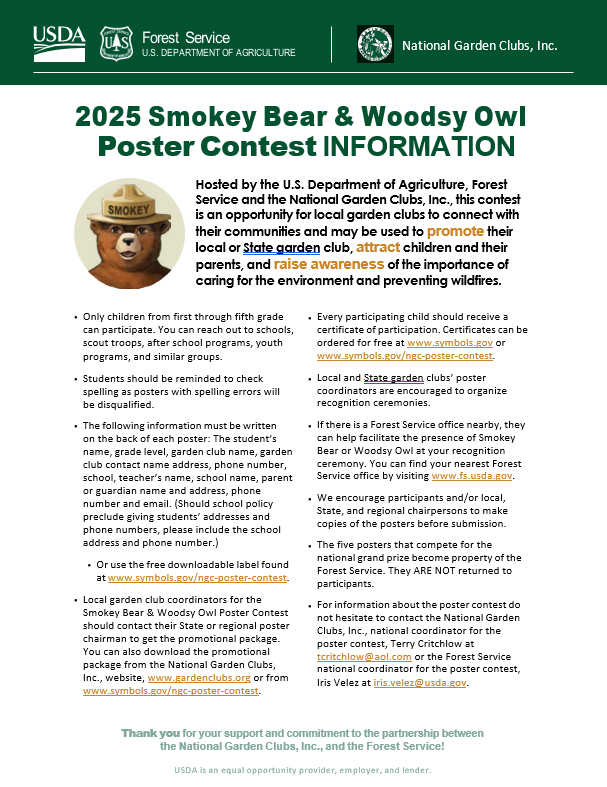 USDA
Forest Service
U.S. DEPARTMENT OF AGRICULTURE
National Garden Clubs, Inc.
2025 Smokey Bear & Woodsy Owl
Poster Contest INFORMATION
SMOKEY
Hosted by the U.S. Department of Agriculture, Forest
Service and the National Garden Clubs, Inc., this contest
is an opportunity for local garden clubs to connect with
their communities and may be used to promote their
local or State garden club, attract children and their
parents, and raise awareness of the importance of
caring for the environment and preventing wildfires.
• Only children from first through fifth grade
can participate. You can reach out to schools,
scout troops, after school programs, youth
programs, and similar groups.
• Students should be reminded to check
spelling as posters with spelling errors will
be disqualified.
• The following information must be written
on the back of each poster: The student's
name, grade level, garden club name, garden
club contact name address, phone number,
school, teacher's name, school name, parent
or guardian name and address, phone
number and email. (Should school policy
preclude giving students' addresses and
phone numbers, please include the school
address and phone number.)
• Or use the free downloadable label found
at www.symbols.gov/ngc-poster-contest.
• Local garden club coordinators for the
Smokey Bear & Woodsy Owl Poster Contest
should contact their State or regional poster
chairman to get the promotional package.
You can also download the promotional
package from the National Garden Clubs,
Inc., website, www.gardenclubs.org or from
www.symbols.gov/ngc-poster-contest.
• Every participating child should receive a
certificate of participation. Certificates can be
ordered for free at www.symbols.gov or
www.symbols.gov/ngc-poster-contest.
• Local and State garden clubs' poster
coordinators are encouraged to organize
recognition ceremonies.
• If there is a Forest Service office nearby, they
can help facilitate the presence of Smokey
Bear or Woodsy Owl at your recognition
ceremony. You can find your nearest Forest
Service office by visiting www.fs.usda.gov.
• We encourage participants and/or local,
State, and regional chairpersons to make
copies of the posters before submission.
• The five posters that compete for the
national grand prize become property of the
Forest Service. They ARE NOT returned to
participants.
• For information about the poster contest do
not hesitate to contact the National Garden
Clubs, Inc., national coordinator for the
poster contest, Terry Critchlow at
tcritchlow@aol.com or the Forest Service
national coordinator for the poster contest,
Iris Velez at iris.velez@usda.gov.
Thank you for your support and commitment to the partnership between
the National Garden Clubs, Inc., and the Forest Service!
USDA is an equal opportunity provider, employer, and lender.